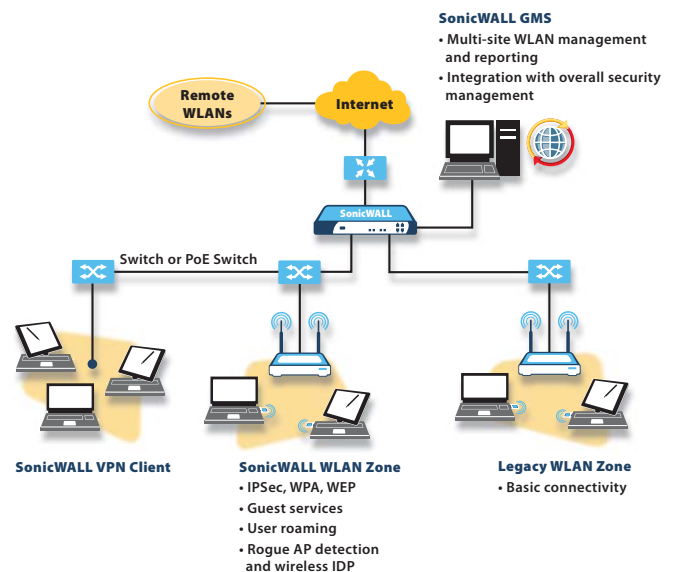 SonicWALL GMS
• Multi-site WLAN management
and reporting
• Integration with overall security
management
Remote
WLANs
Internet
SonicWALL
Switch or PoE Switch
SonicWALL VPN Client
SonicWALL WLAN Zone
• IPSec, WPA, WEP
• Guest services
• User roaming
• Rogue AP detection
and wireless IDP
Legacy WLAN Zone
• Basic connectivity